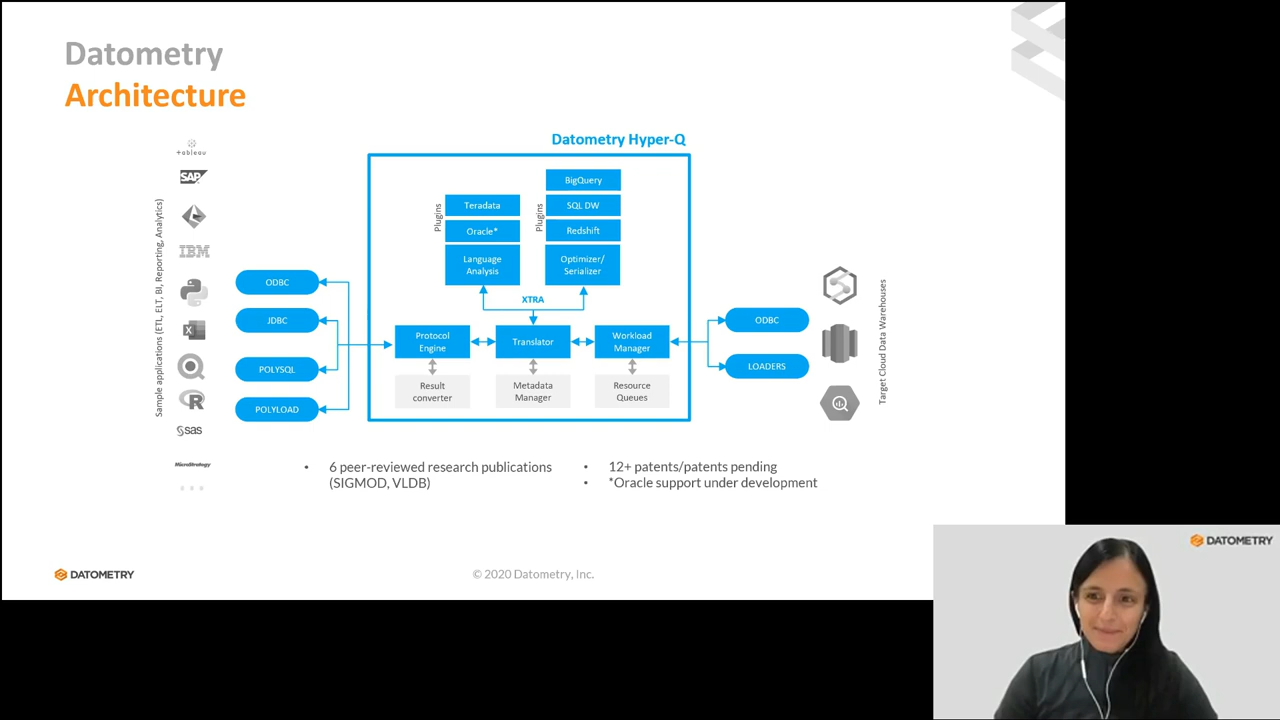 Datometry
Architecture
Datometry Hyper-Q
+ a b l e a u
SAP
IBM
X
R
sas
MicroStrategy
Sample applications (ETL, ELT, BI, Reporting, Analytics)
ODBC
JDBC
POLYSQL
POLYLOAD
Plugins
Teradata
Oracle*
Language
Analysis
Plugins
BigQuery
SQL DW
Redshift
Optimizer/
Serializer
XTRA
Protocol
Engine
Translator
Workload
Manager
Result
converter
Metadata
Manager
Resource
Queues
ODBC
LOADERS
Target Cloud Data Warehouses
• 6 peer-reviewed research publications
(SIGMOD, VLDB)
• 12+ patents/patents pending
• *Oracle support under development
DATOMETRY
© 2020 Datometry, Inc.
DATOMETRY